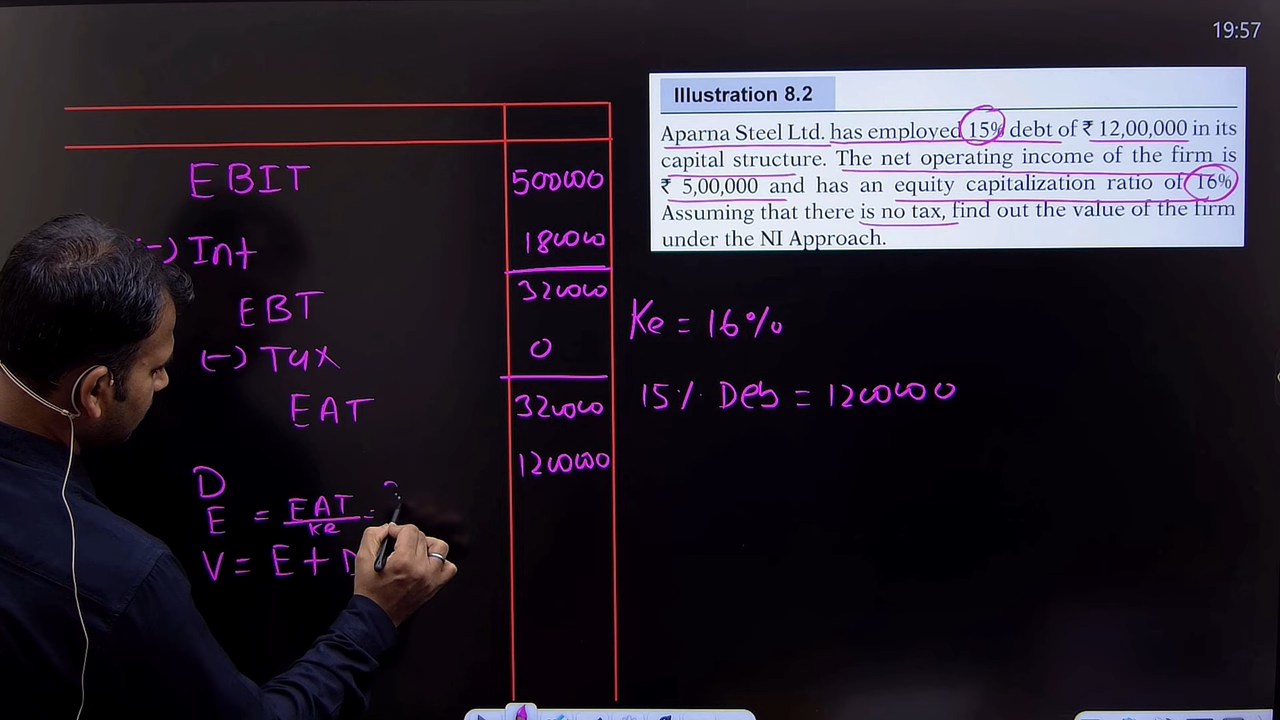 19:57
Illustration 8.2
Aparna Steel Ltd. has employed 15% debt of ₹ 12,00,000 in its
capital structure. The net operating income of the firm is
₹ 5,00,000 and has an equity capitalization ratio of 16%
Assuming that there is no tax, find out the value of the firm
under the NI Approach.
EBIT 500000
(-) Int 180000
EBT 320000
(-) Tax 0
EAT 320000
D 1200000
E = EAT / Ke =
V = E + D
Ke = 16%
15% Deb = 1200000